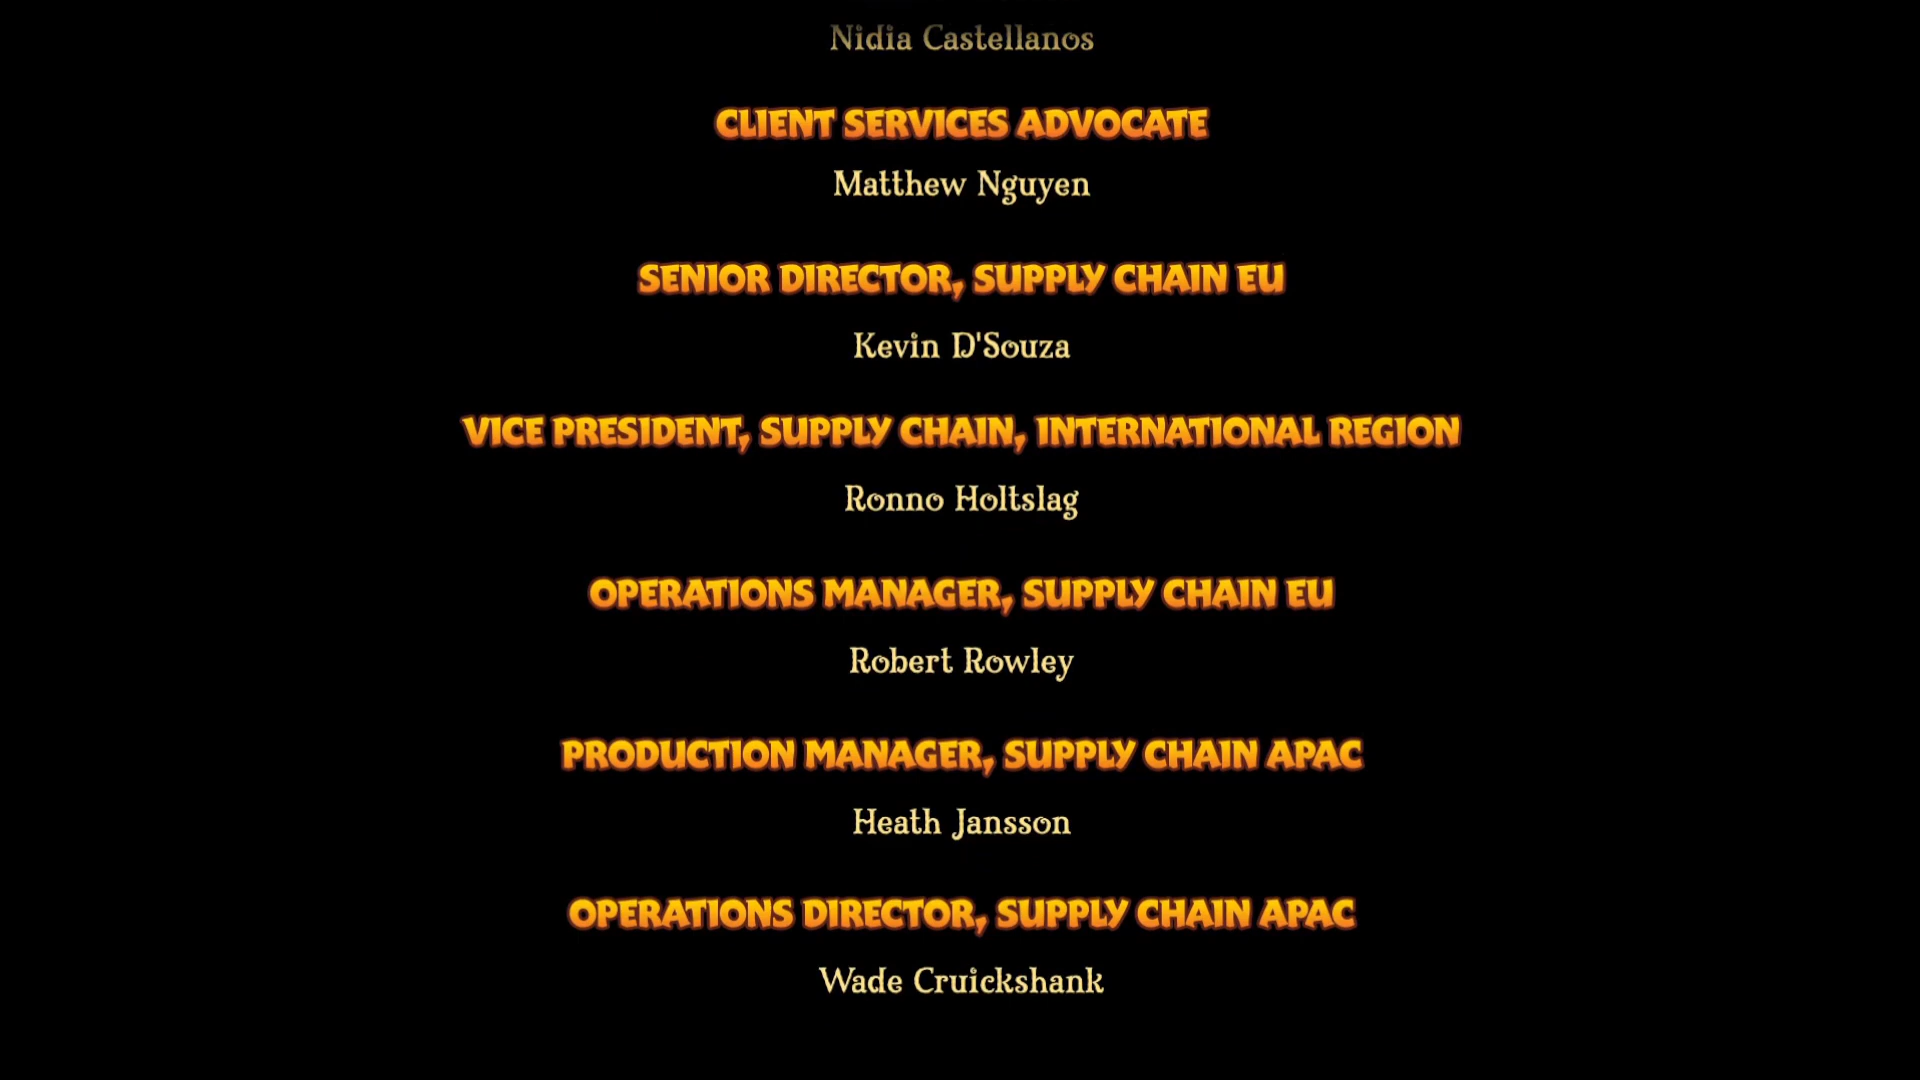 Nidia Castellanos
CLIENT SERVICES ADVOCATE
Matthew Nguyen
SENIOR DIRECTOR, SUPPLY CHAIN EU
Kevin D'Souza
VICE PRESIDENT, SUPPLY CHAIN, INTERNATIONAL REGION
Ronno Holtslag
OPERATIONS MANAGER, SUPPLY CHAIN EU
Robert Rowley
PRODUCTION MANAGER, SUPPLY CHAIN APAC
Heath Jansson
OPERATIONS DIRECTOR, SUPPLY CHAIN APAC
Wade Cruickshank